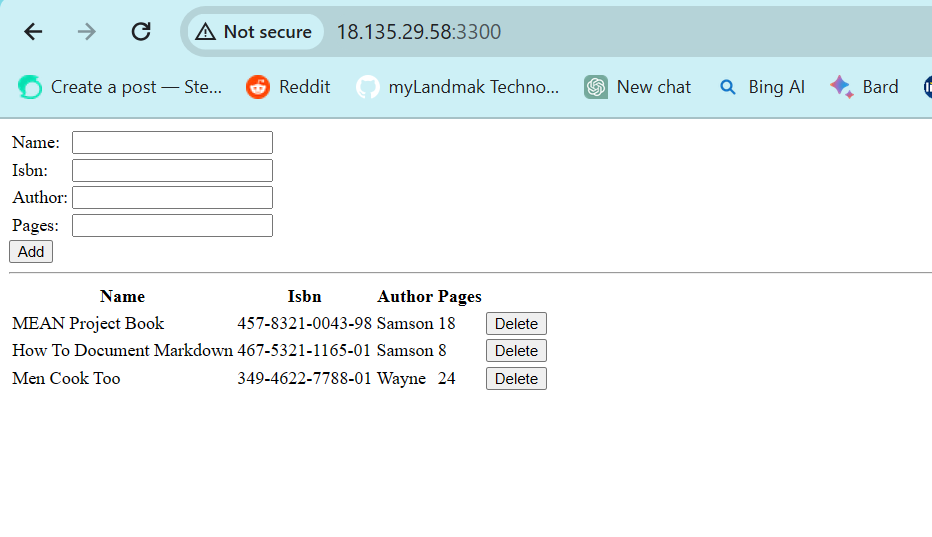 Not secure 18.135.29.58:3300
Create a post — Ste... Reddit myLandmak Techno... New chat Bing AI Bard
Name:
Isbn:
Author:
Pages:
Add
Name Isbn Author Pages
MEAN Project Book 457-8321-0043-98 Samson 18 Delete
How To Document Markdown 467-5321-1165-01 Samson 8 Delete
Men Cook Too 349-4622-7788-01 Wayne 24 Delete